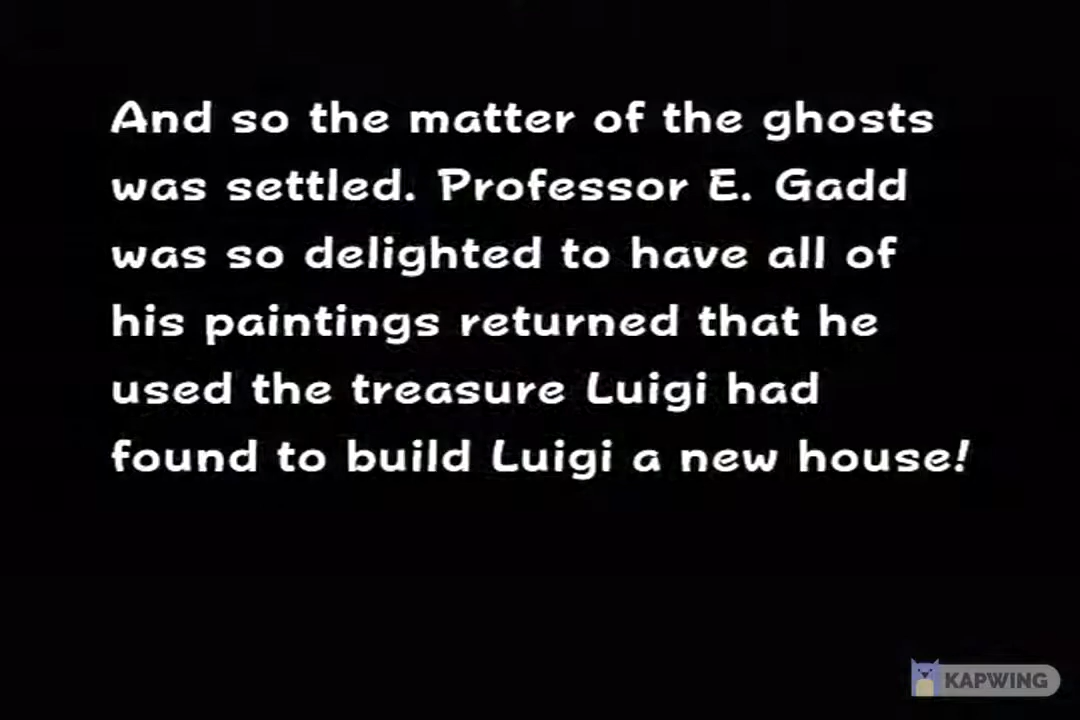 And so the matter of the ghosts
was settled. Professor E. Gadd
was so delighted to have all of
his paintings returned that he
used the treasure Luigi had
found to build Luigi a new house!
KAPWING